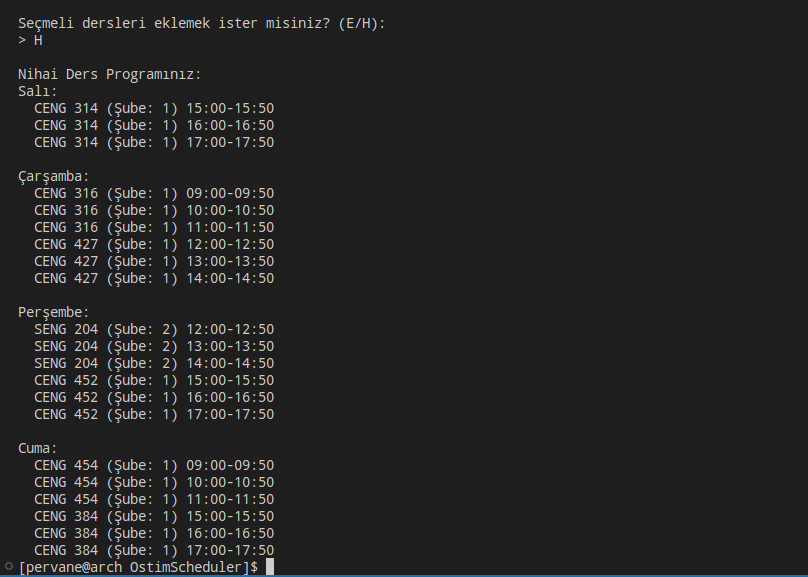 Seçmeli dersleri eklemek ister misiniz? (E/H):
> H
Nihai Ders Programınız:
Salı:
CENG 314 (Şube: 1) 15:00-15:50
CENG 314 (Şube: 1) 16:00-16:50
CENG 314 (Şube: 1) 17:00-17:50
Çarşamba:
CENG 316 (Şube: 1) 09:00-09:50
CENG 316 (Şube: 1) 10:00-10:50
CENG 316 (Şube: 1) 11:00-11:50
CENG 427 (Şube: 1) 12:00-12:50
CENG 427 (Şube: 1) 13:00-13:50
CENG 427 (Şube: 1) 14:00-14:50
Perşembe:
SENG 204 (Şube: 2) 12:00-12:50
SENG 204 (Şube: 2) 13:00-13:50
SENG 204 (Şube: 2) 14:00-14:50
CENG 452 (Şube: 1) 15:00-15:50
CENG 452 (Şube: 1) 16:00-16:50
CENG 452 (Şube: 1) 17:00-17:50
Cuma:
CENG 454 (Şube: 1) 09:00-09:50
CENG 454 (Şube: 1) 10:00-10:50
CENG 454 (Şube: 1) 11:00-11:50
CENG 384 (Şube: 1) 15:00-15:50
CENG 384 (Şube: 1) 16:00-16:50
CENG 384 (Şube: 1) 17:00-17:50
[pervane@arch OstimScheduler]$